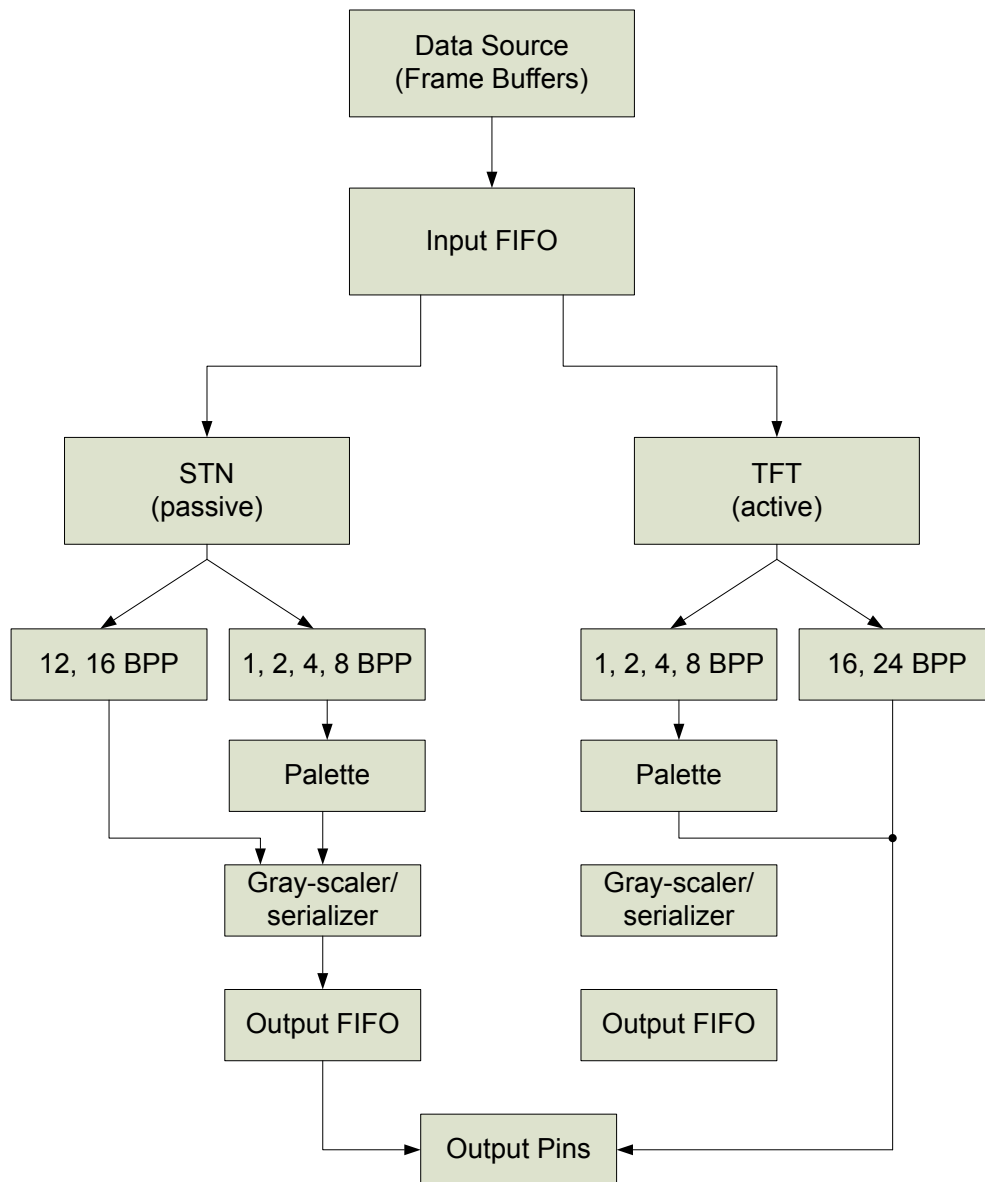 Data Source
(Frame Buffers)
Input FIFO
STN
(passive)
TFT
(active)
12, 16 BPP
1, 2, 4, 8 BPP
1, 2, 4, 8 BPP
16, 24 BPP
Palette
Palette
Gray-scaler/
serializer
Gray-scaler/
serializer
Output FIFO
Output FIFO
Output Pins